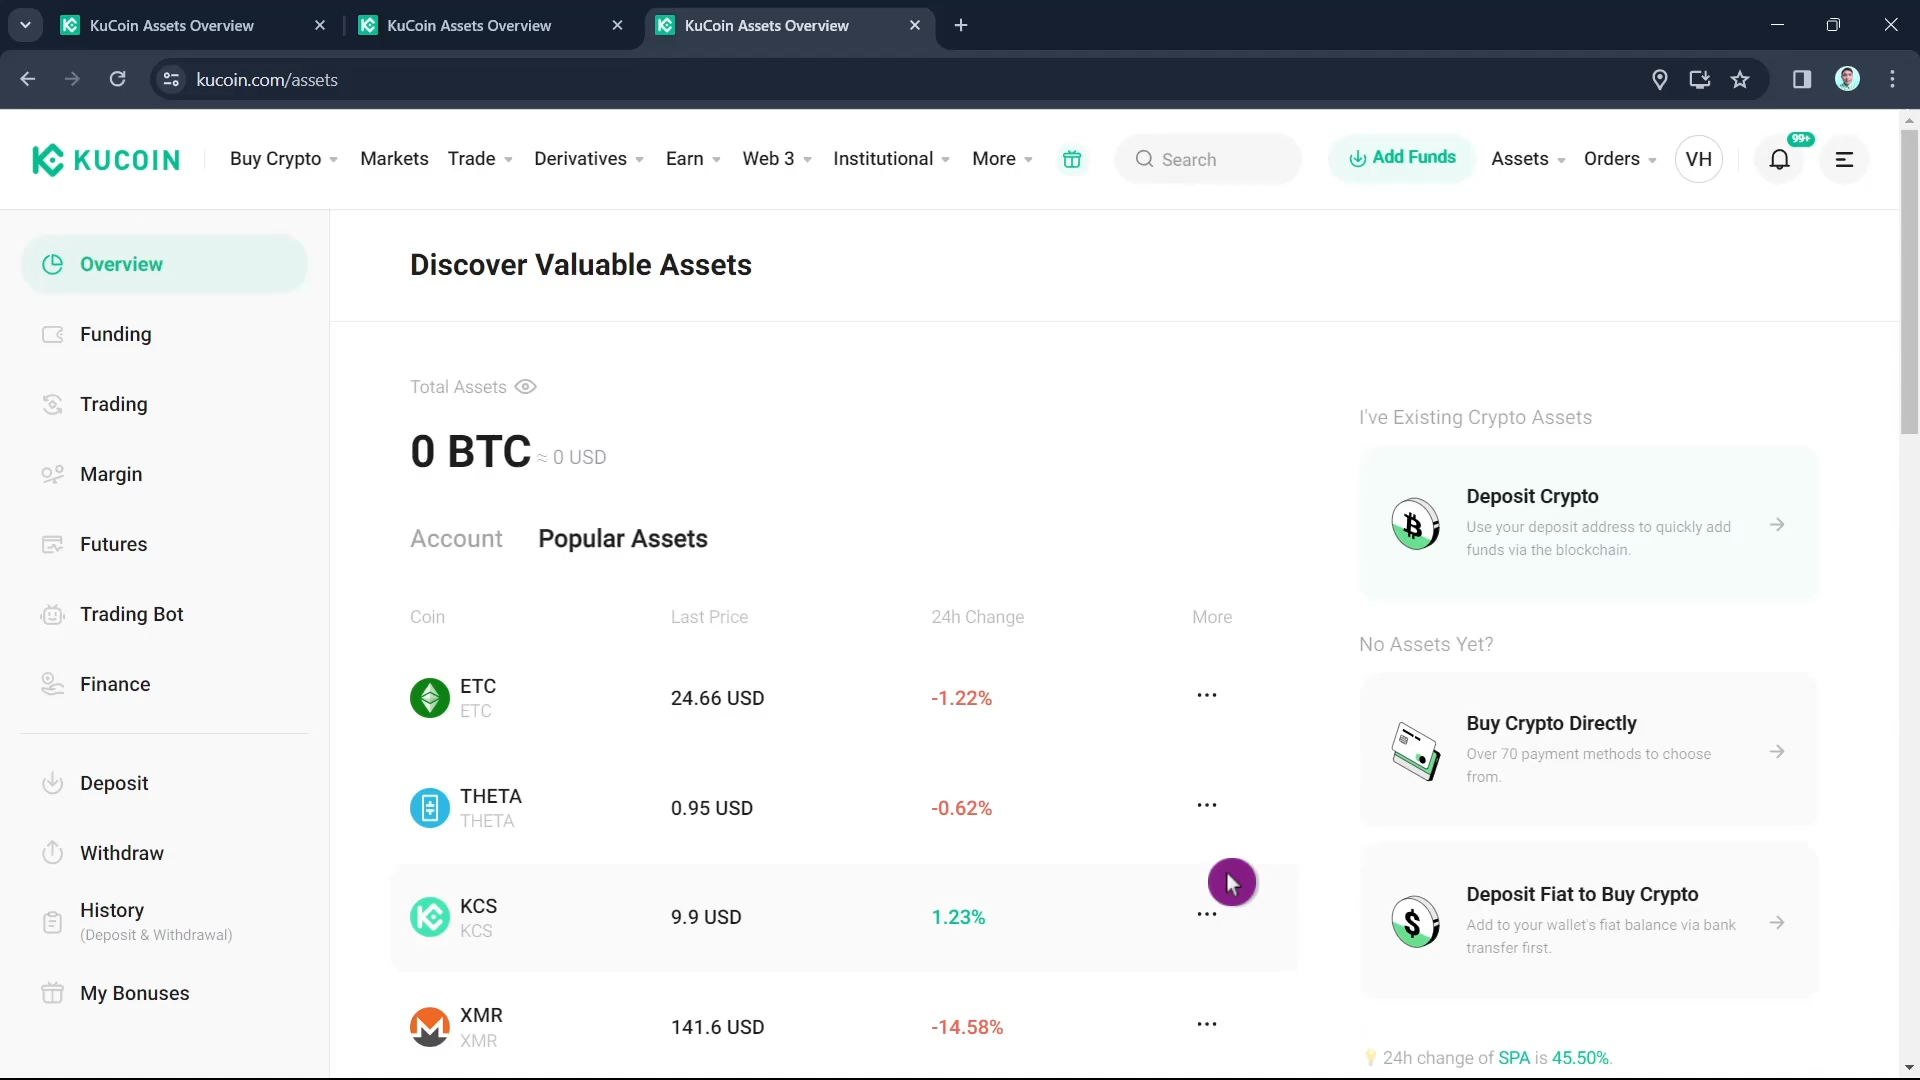 KuCoin Assets Overview
KuCoin Assets Overview
KuCoin Assets Overview
kucoin.com/assets
KUCOIN
Buy Crypto
Markets
Trade
Derivatives
Earn
Web 3
Institutional
More
Search
Add Funds
Assets
Orders
VH
99+
Overview
Funding
Trading
Margin
Futures
Trading Bot
Finance
Deposit
Withdraw
History
(Deposit & Withdrawal)
My Bonuses
Discover Valuable Assets
Total Assets
0 BTC ≈ 0 USD
Account Popular Assets
Coin Last Price 24h Change More
ETC
ETC
24.66 USD
-1.22%
THETA
THETA
0.95 USD
-0.62%
KCS
KCS
9.9 USD
1.23%
XMR
XMR
141.6 USD
-14.58%
I've Existing Crypto Assets
Deposit Crypto
Use your deposit address to quickly add
funds via the blockchain.
No Assets Yet?
Buy Crypto Directly
Over 70 payment methods to choose
from.
Deposit Fiat to Buy Crypto
Add to your wallet's fiat balance via bank
transfer first.
24h change of SPA is 45.50%.